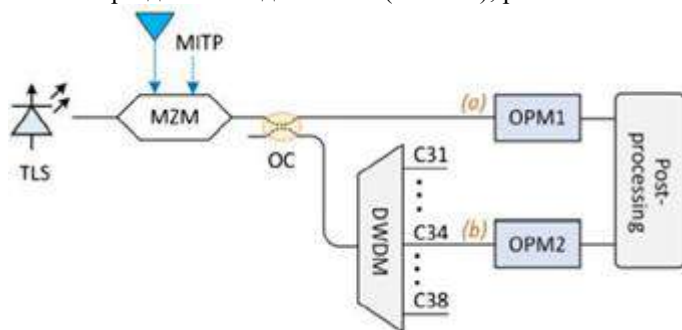 MITP
MZM
TLS
OC
(a)
OPM1
DWDM
C31
C34
C38
(b)
OPM2
Post-
processing